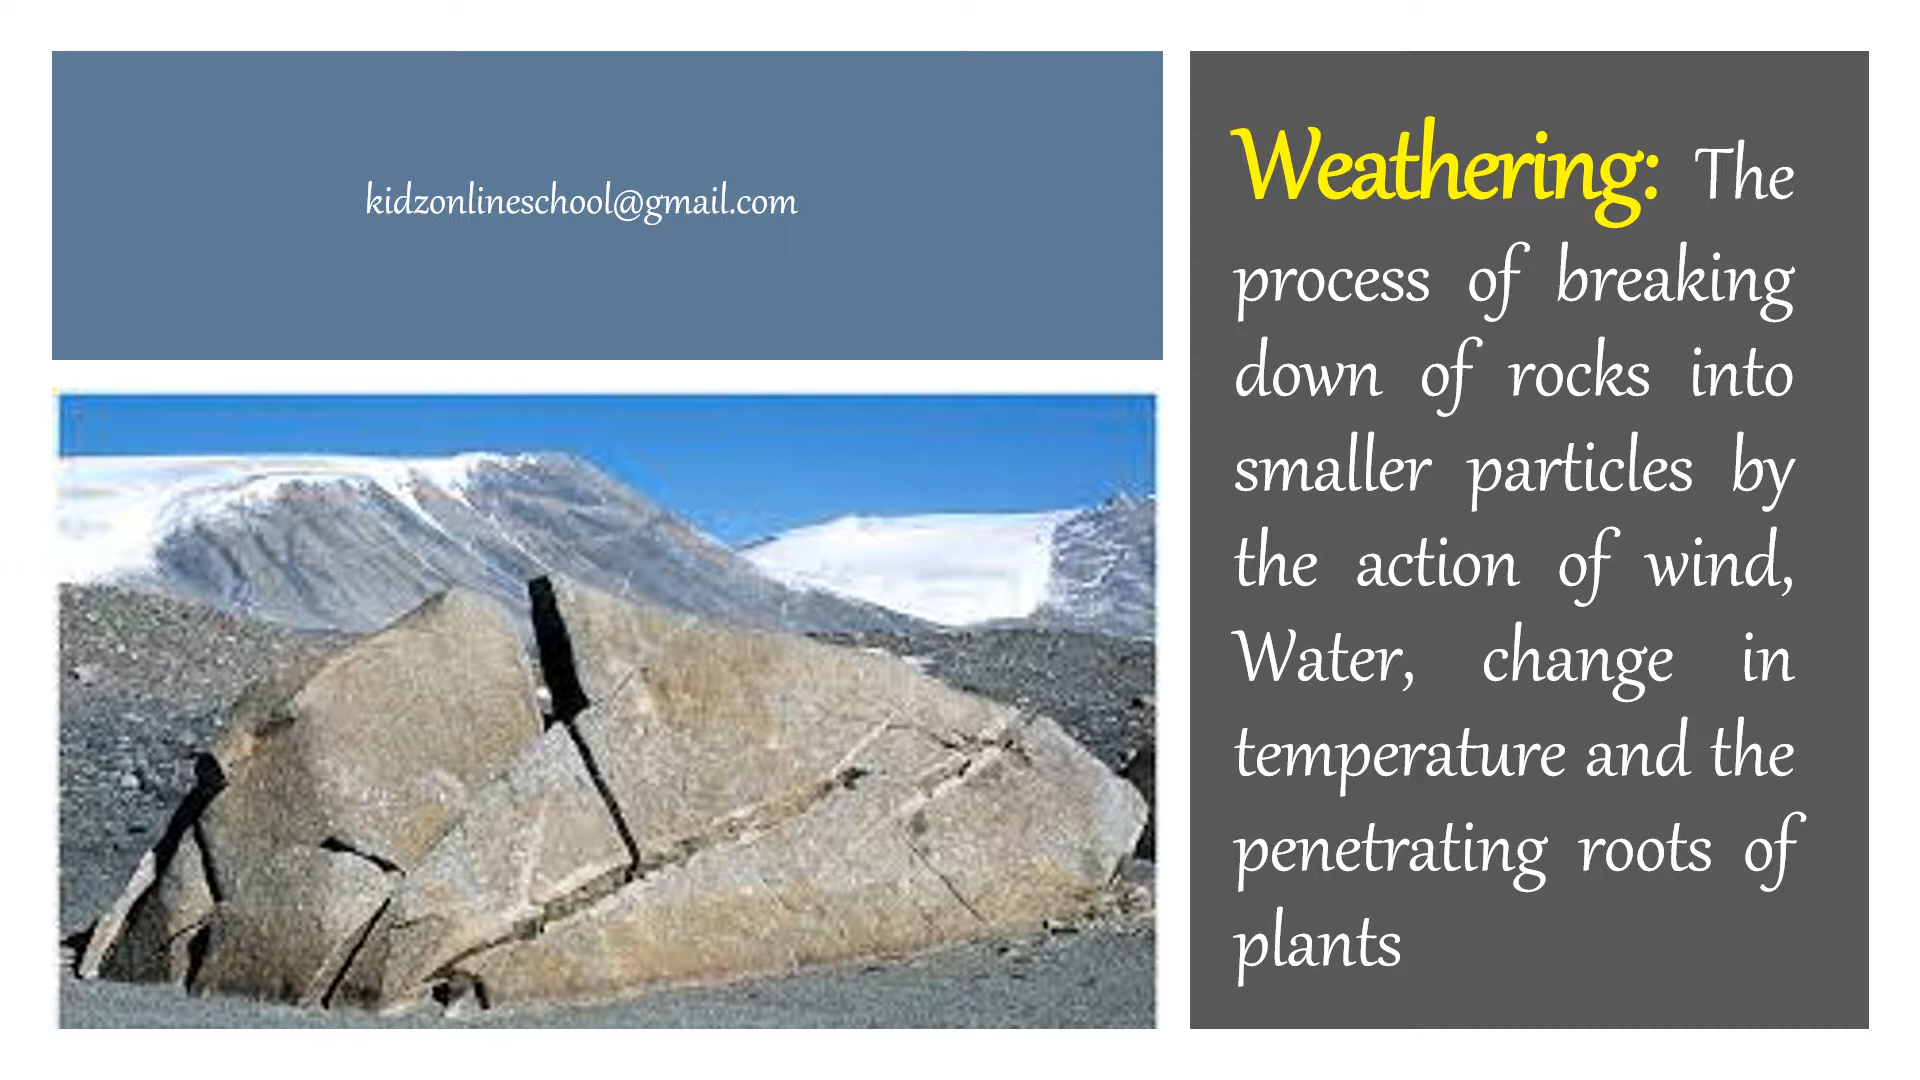 kidzonlineschool@gmail.com
Weathering: The
process of breaking
down of rocks into
smaller particles by
the action of wind,
Water, change in
temperature and the
penetrating roots of
plants